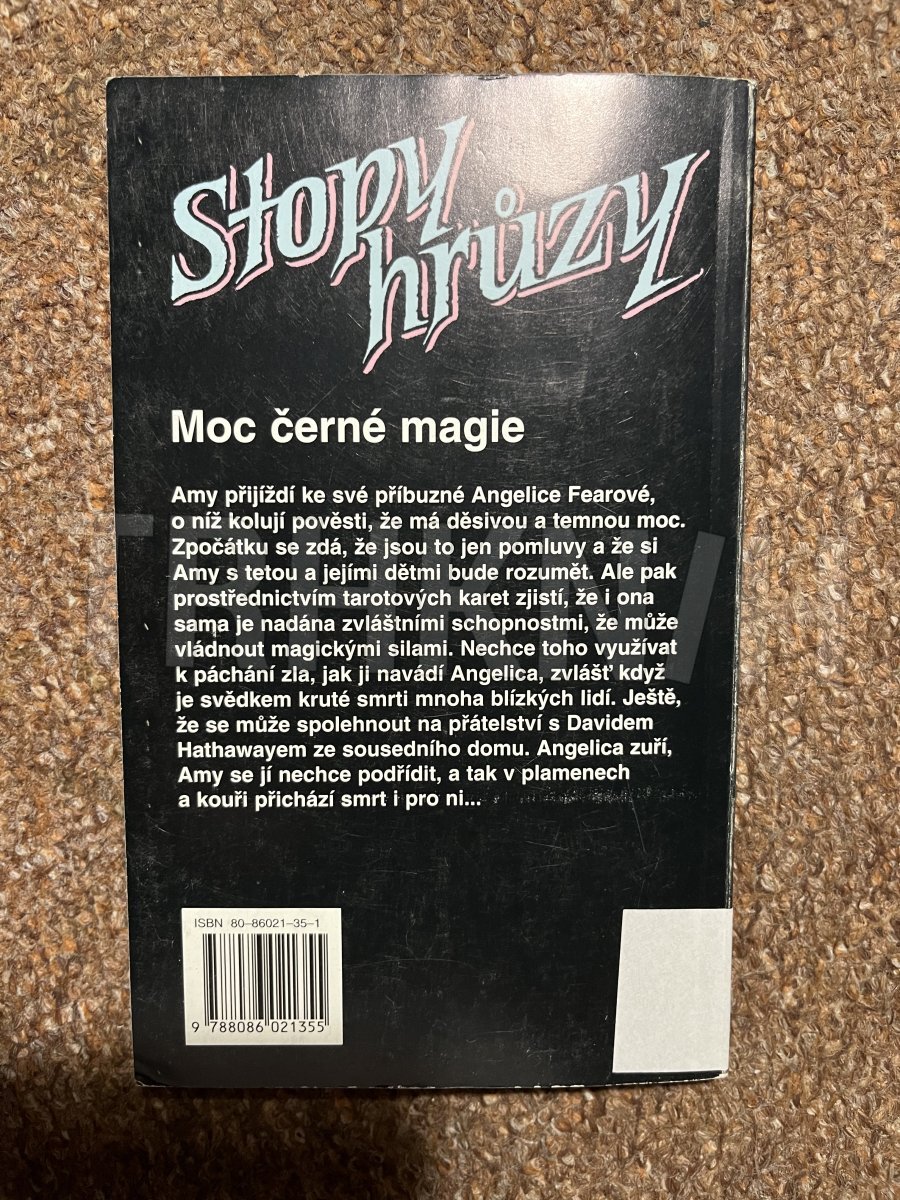 Stopy
hrůzy
Moc černé magie
Amy přijíždí ke své příbuzné Angelice Fearové,
o níž kolují pověsti, že má děsivou a temnou moc.
Zpočátku se zdá, že jsou to jen pomluvy a že si
Amy s tetou a jejími dětmi bude rozumět. Ale pak
prostřednictvím tarotových karet zjistí, že i ona
sama je nadána zvláštními schopnostmi, že může
vládnout magickými silami. Nechce toho využívat
k páchání zla, jak ji navádí Angelica, zvlášť když
je svědkem kruté smrti mnoha blízkých lidí. Ještě,
že se může spolehnout na přátelství s Davidem
Hathawayem ze sousedního domu. Angelica zuří,
Amy se jí nechce podřídit, a tak v plamenech
a kouři přichází smrt i pro ni...
ISBN 80-86021-35-1
9 788086 021355